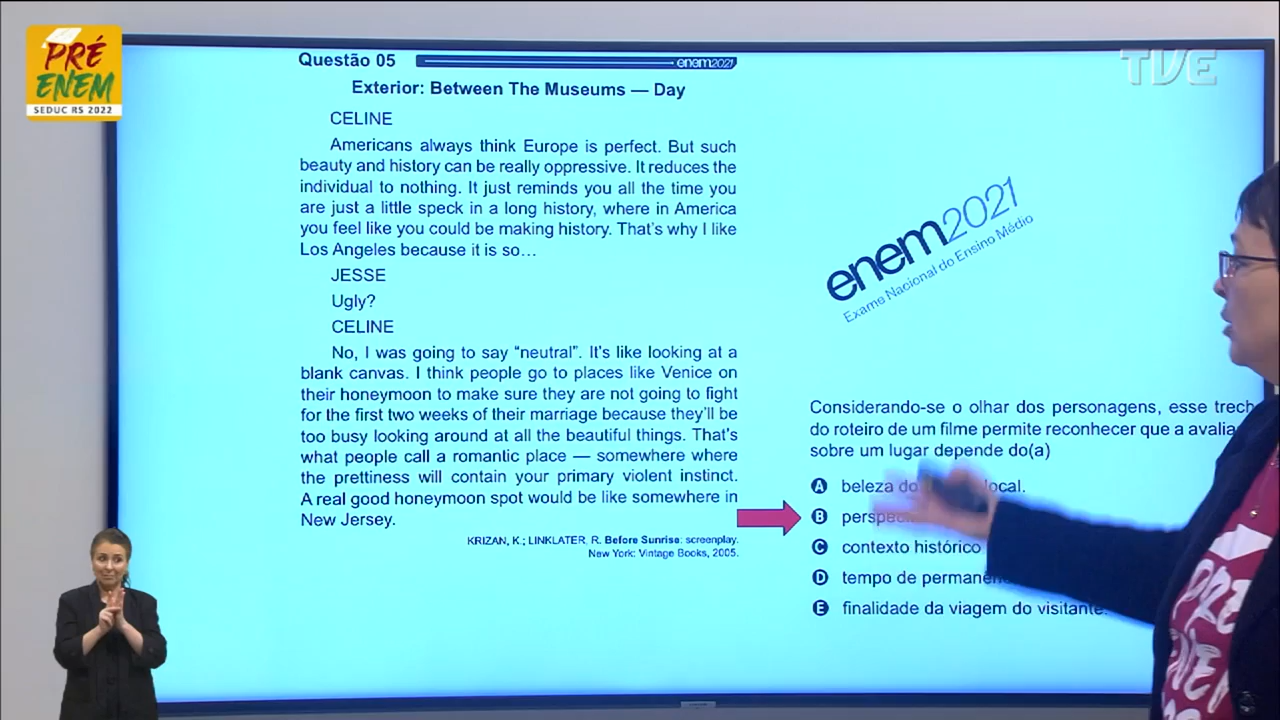 PRÉ
ENEM
SEDUC RS 2022
TVE
Questão 05
enem2021
Exterior: Between The Museums — Day
CELINE
Americans always think Europe is perfect. But such
beauty and history can be really oppressive. It reduces the
individual to nothing. It just reminds you all the time you
are just a little speck in a long history, where in America
you feel like you could be making history. That's why I like
Los Angeles because it is so…
JESSE
Ugly?
CELINE
No, I was going to say “neutral”. It's like looking at a
blank canvas. I think people go to places like Venice on
their honeymoon to make sure they are not going to fight
for the first two weeks of their marriage because they'll be
too busy looking around at all the beautiful things. That's
what people call a romantic place — somewhere where
the prettiness will contain your primary violent instinct.
A real good honeymoon spot would be like somewhere in
New Jersey.
KRIZAN, K.; LINKLATER, R. Before Sunrise: screenplay.
New York: Vintage Books, 2005.
enem2021
Exame Nacional do Ensino Médio
Considerando-se o olhar dos personagens, esse
do roteiro de um filme permite reconhecer que a
sobre um lugar depende do(a)
A beleza local.
B
C contexto histórico
D tempo de
E finalidade da viagem do visitante.
PRÉ